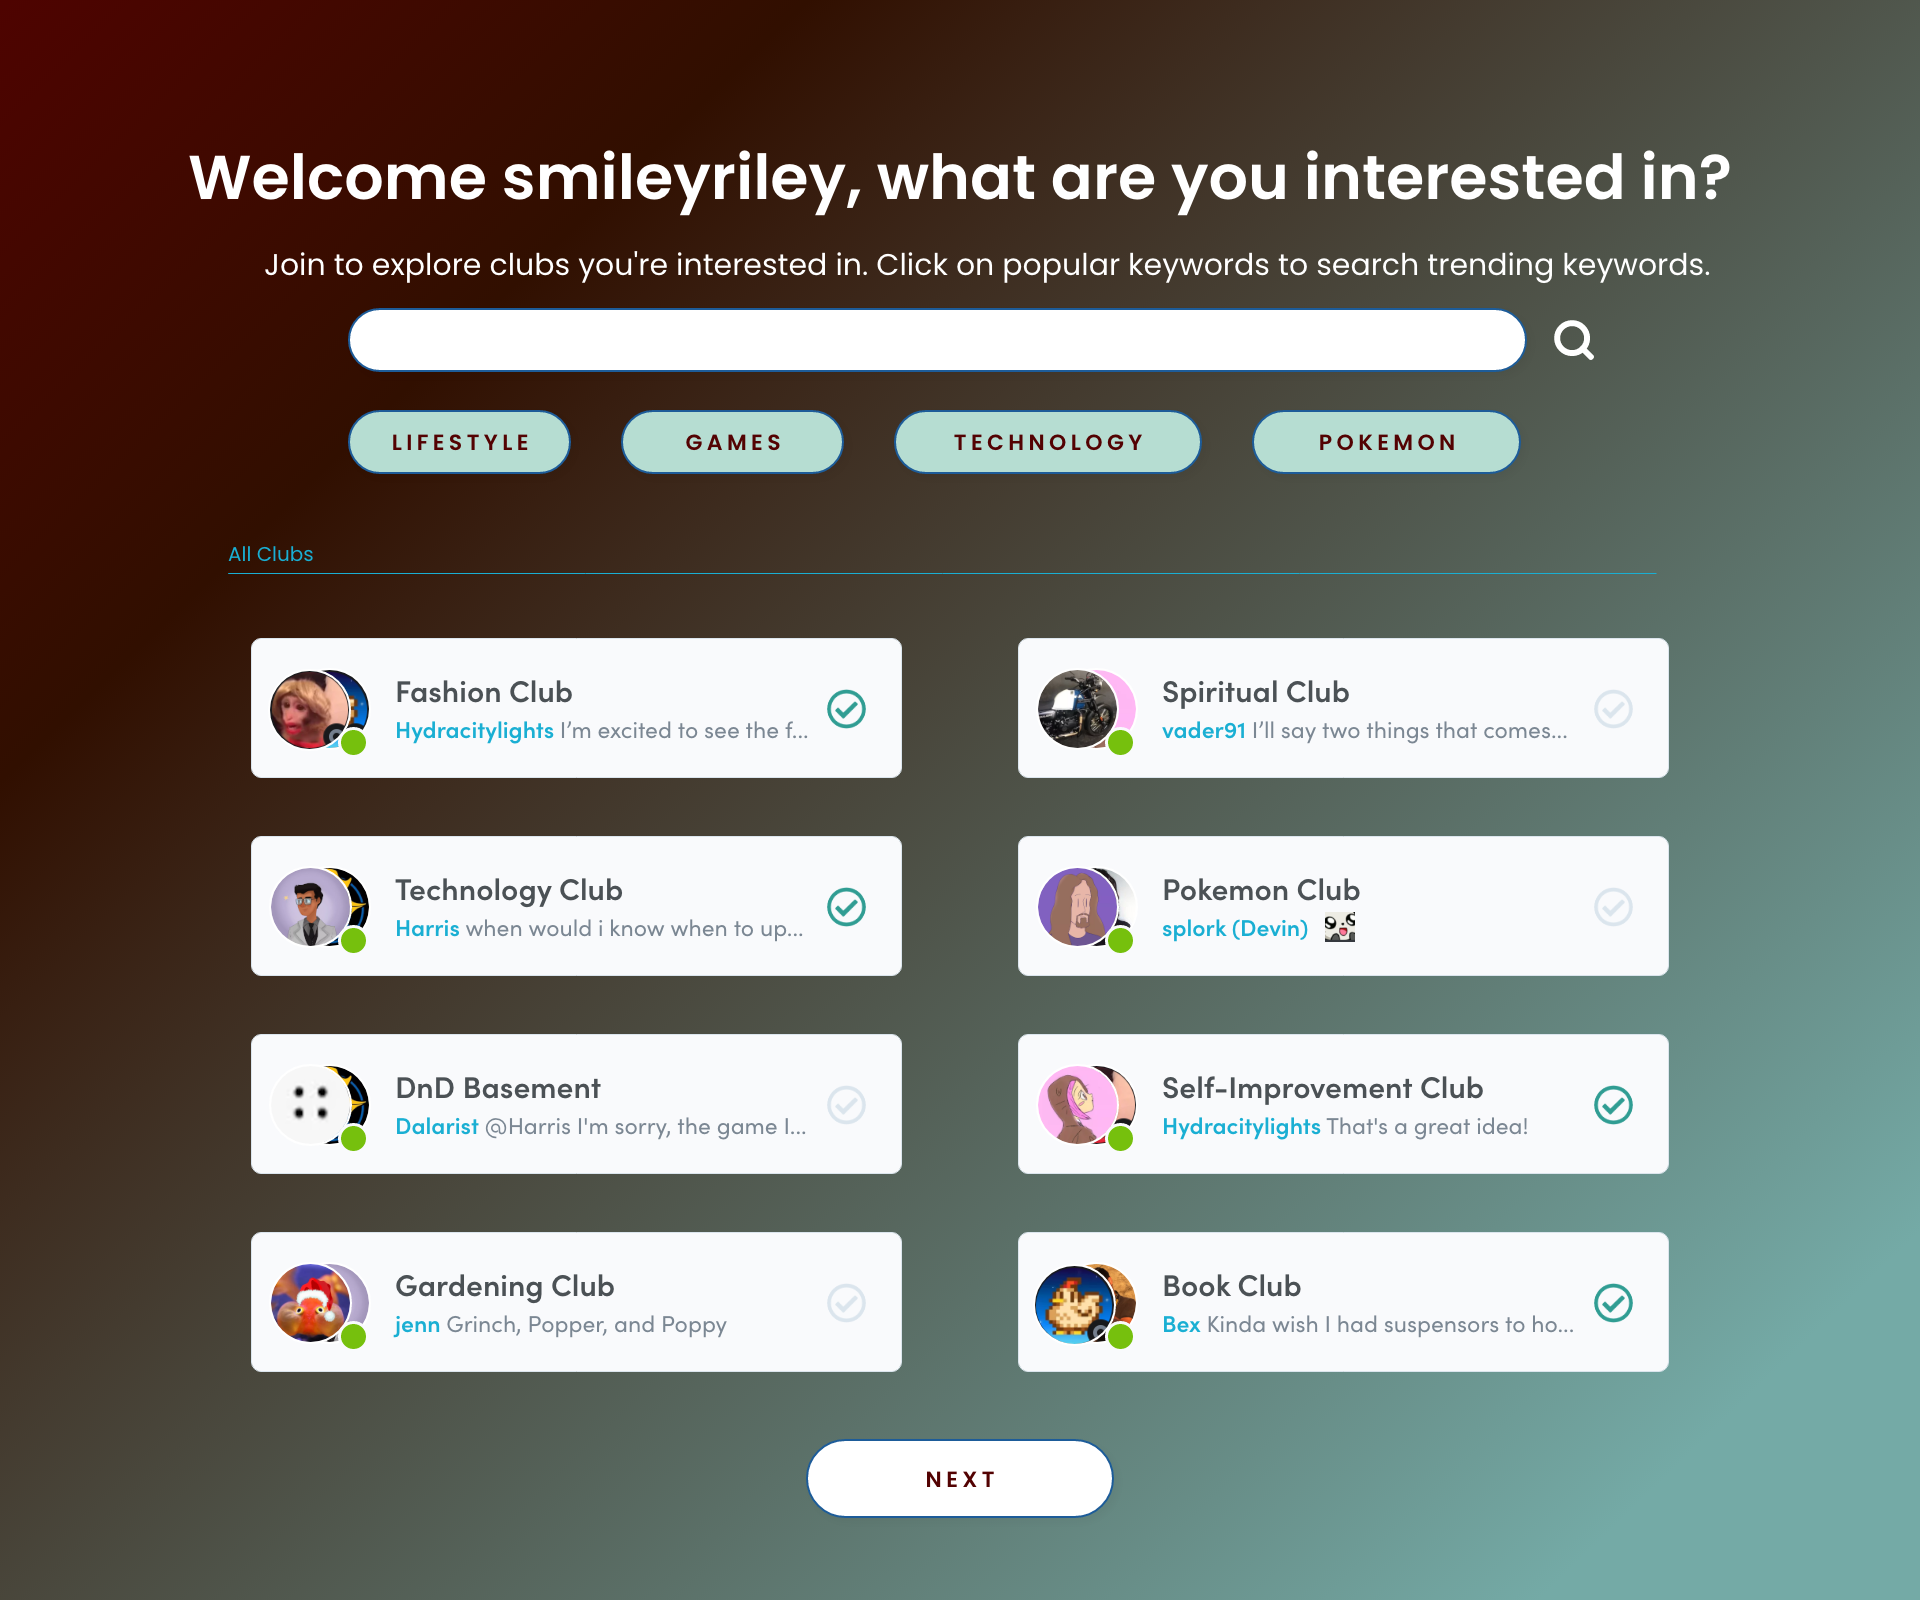 Welcome smileyriley, what are you interested in?
Join to explore clubs you're interested in. Click on popular keywords to search trending keywords.
LIFESTYLE
GAMES
TECHNOLOGY
POKEMON
All Clubs
Fashion Club
Hydracitylights I’m excited to see the f...
Spiritual Club
vader91 I’ll say two things that comes...
Technology Club
Harris when would i know when to up...
Pokemon Club
splork (Devin)
DnD Basement
Dalarist @Harris I'm sorry, the game I...
Self-Improvement Club
Hydracitylights That's a great idea!
Gardening Club
jenn Grinch, Popper, and Poppy
Book Club
Bex Kinda wish I had suspensors to ho...
NEXT